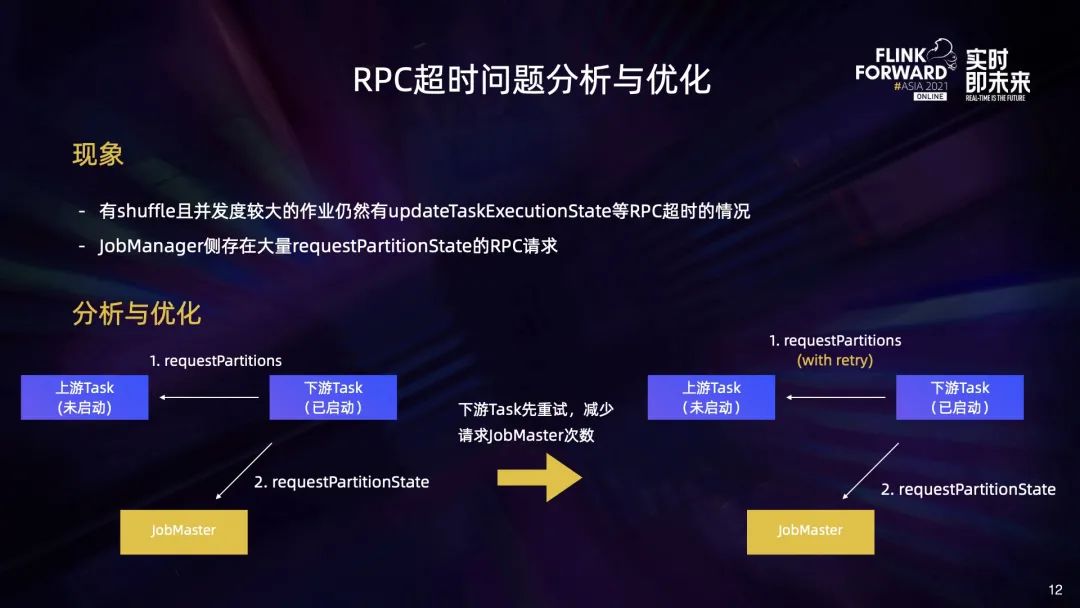 RPC超时问题分析与优化
FLINK
FORWARD
#ASIA 2021
ONLINE
实时
即未来
REAL-TIME IS THE FUTURE
现象
- 有shuffle且并发度较大的作业仍然有updateTaskExecutionState等RPC超时的情况
- JobManager侧存在大量requestPartitionState的RPC请求
分析与优化
1. requestPartitions
上游Task
(未启动)
下游Task
(已启动)
2. requestPartitionState
JobMaster
下游Task先重试，减少
请求JobMaster次数
1. requestPartitions
(with retry)
上游Task
(未启动)
下游Task
(已启动)
2. requestPartitionState
JobMaster
12